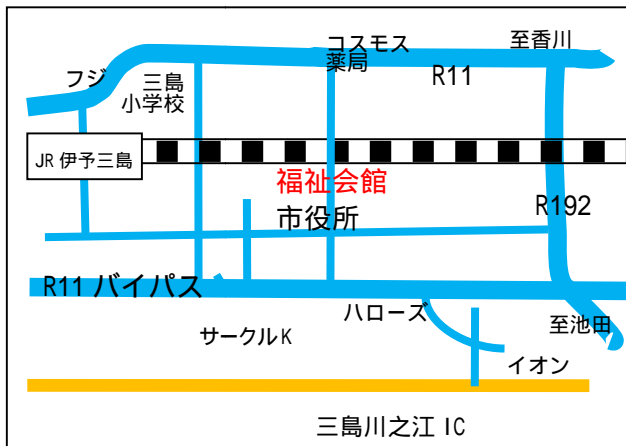 コスモス
薬局
至香川
フジ
三島
小学校
R11
JR 伊予三島
福祉会館
市役所
R192
R11 バイパス
ハローズ
至池田
サークルK
イオン
三島川之江 IC